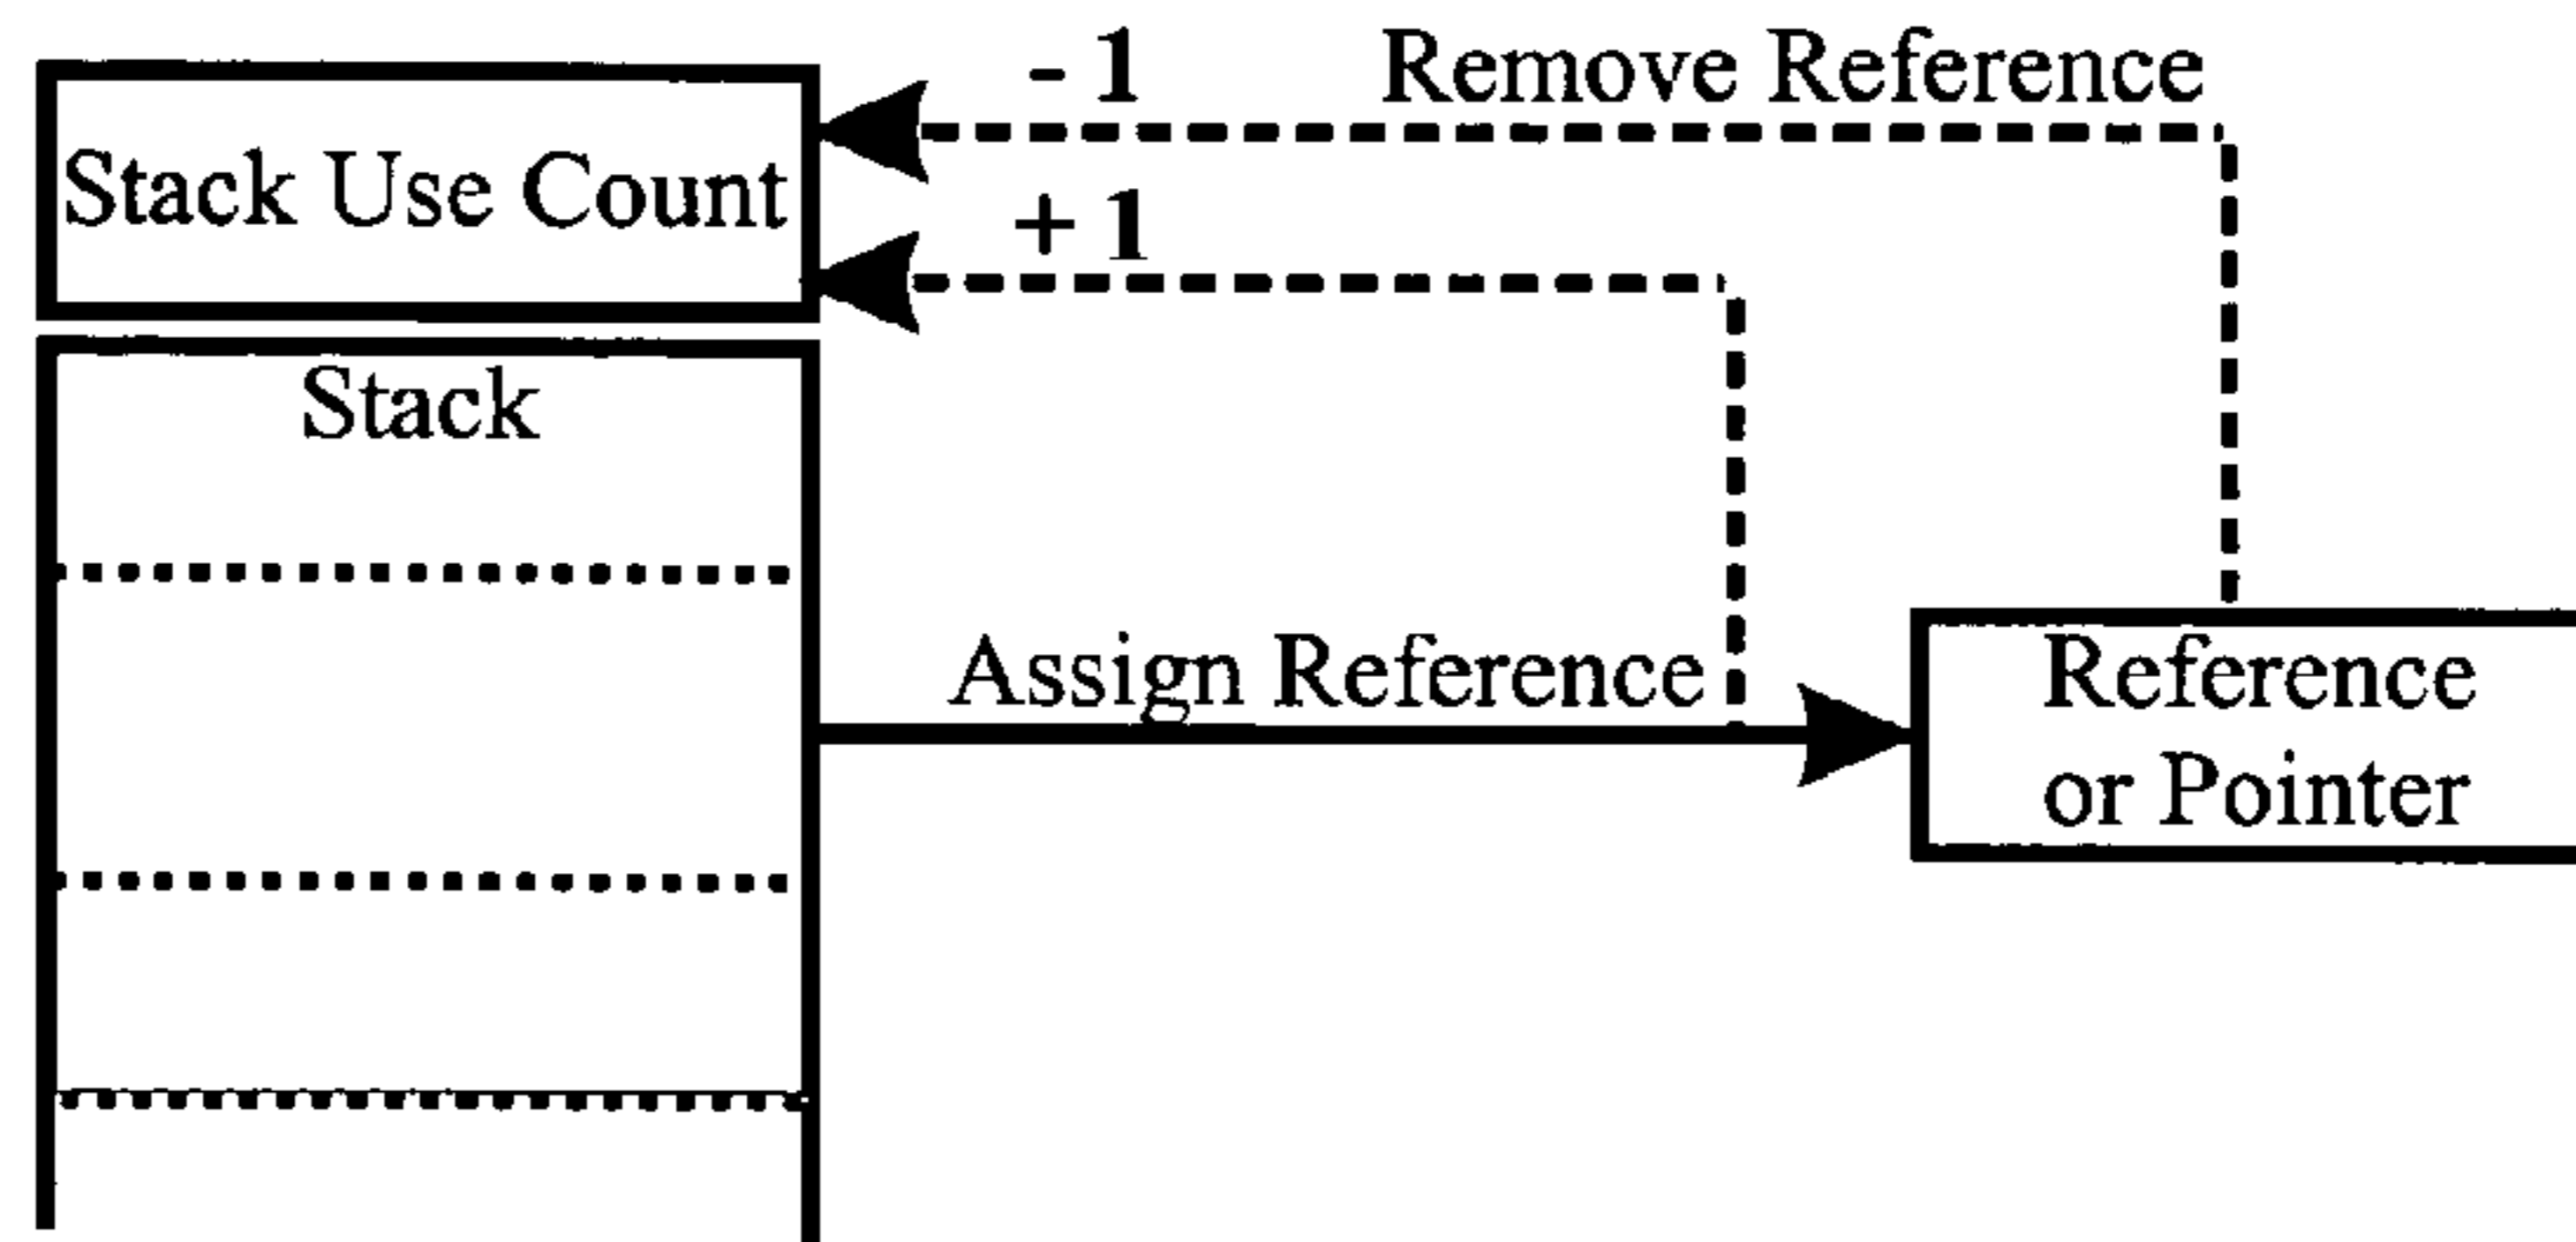 - 1 Remove Reference
Stack Use Count
+ 1
Stack
Assign Reference
Reference
or Pointer